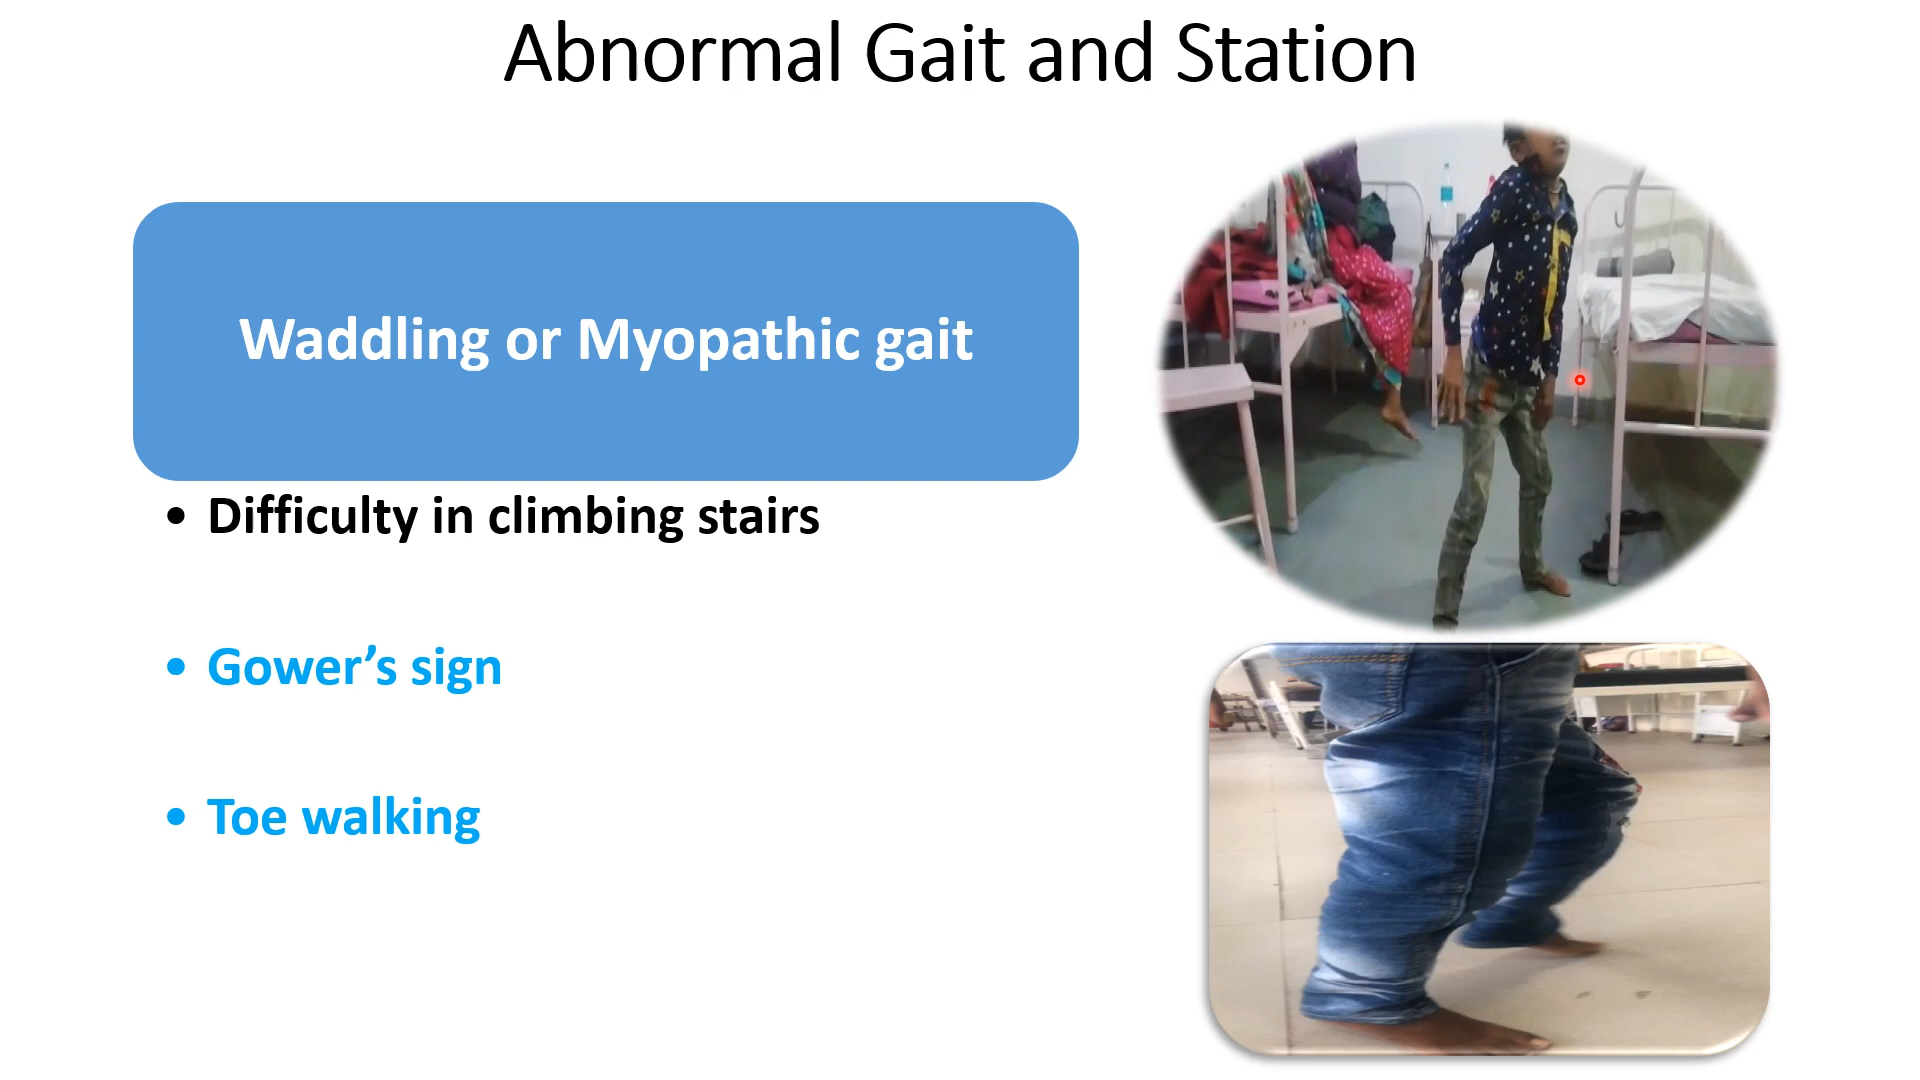 Abnormal Gait and Station
Waddling or Myopathic gait
• Difficulty in climbing stairs
• Gower’s sign
• Toe walking